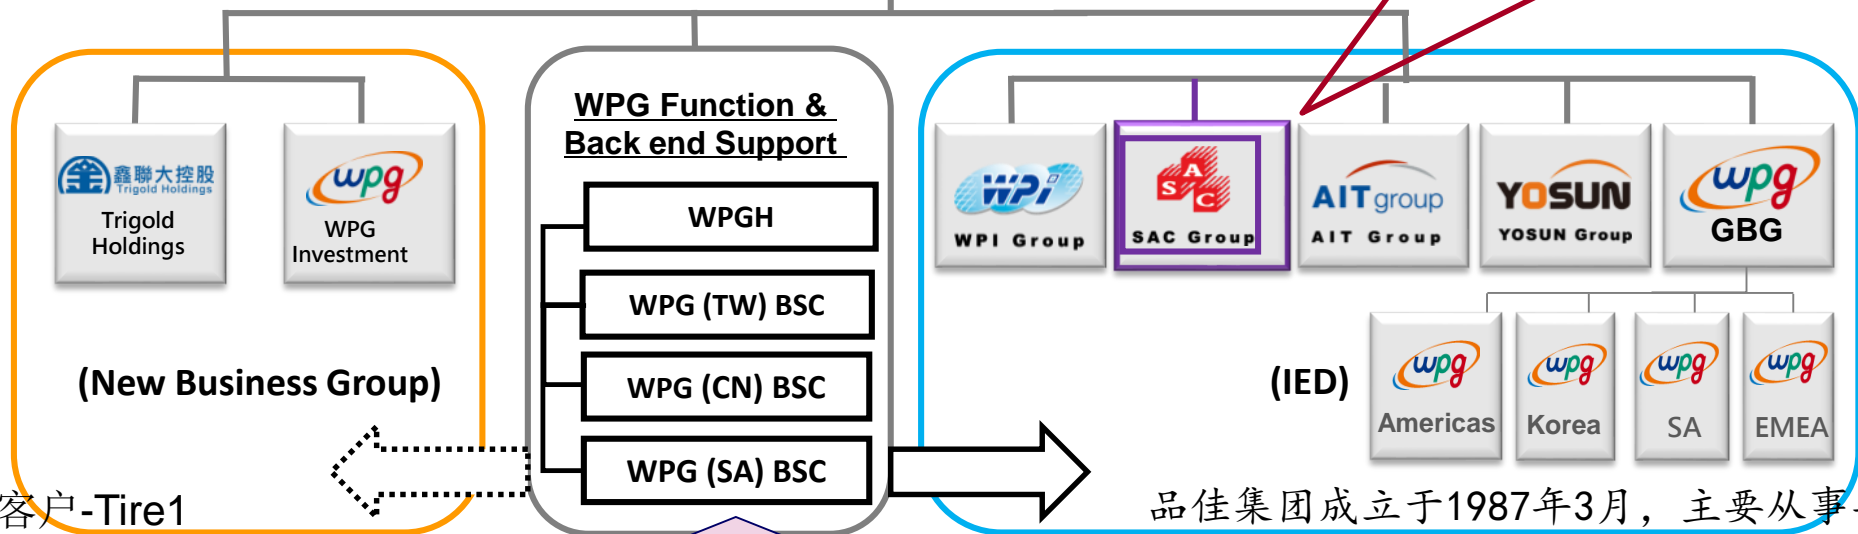 鑫聯大控股
Trigold Holdings
Trigold
Holdings
wpg
WPG
Investment
(New Business Group)
客户-Tire1
WPG Function &
Back end Support
WPGH
WPG (TW) BSC
WPG (CN) BSC
WPG (SA) BSC
WPi
WPI Group
SAC
SAC Group
AITgroup
AIT Group
YOSUN
YOSUN Group
wpg
GBG
(IED)
wpg
Americas
wpg
Korea
wpg
SA
wpg
EMEA
品佳集团成立于1987年3月，主要从事